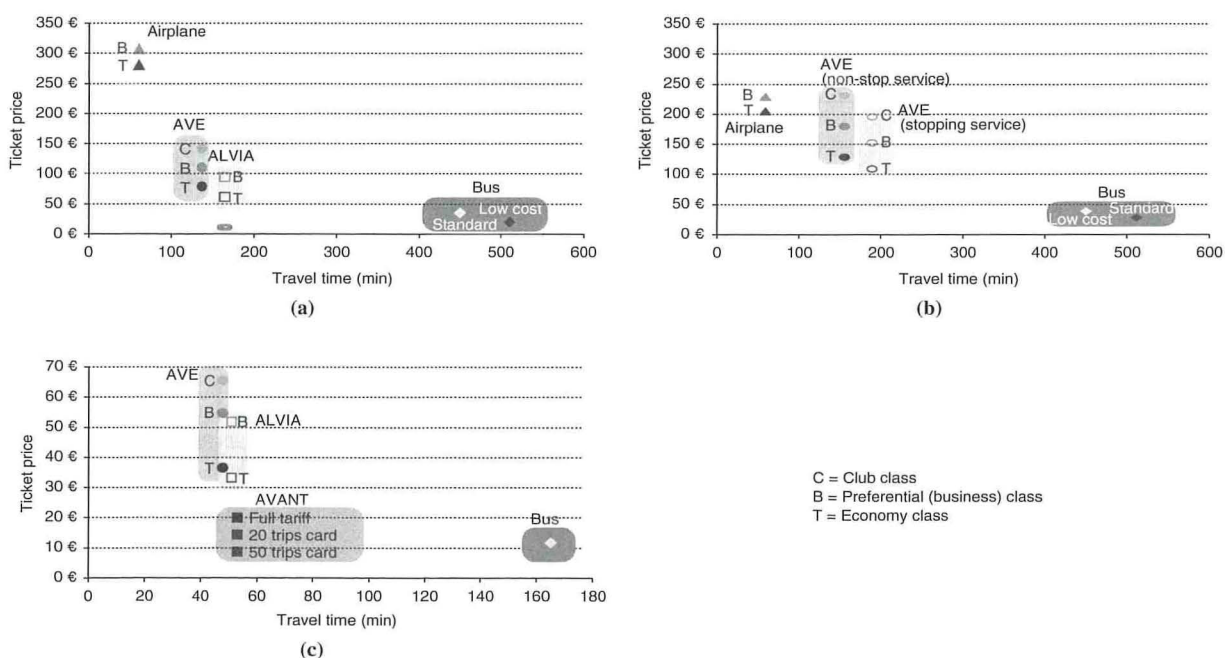 350 €
300 €
250 €
200 €
150 €
100 €
50 €
0 €
Ticket price
Airplane
B
T
AVE
C
B
T
ALVIA
B
T
Bus
Low cost
Standard
0 100 200 300 400 500 600
Travel time (min)
(a)
350 €
300 €
250 €
200 €
150 €
100 €
50 €
0 €
Ticket price
AVE
(non-stop service)
B
T
Airplane
C
B
T
AVE
(stopping service)
C
B
T
Bus
Standard
Low cost
0 100 200 300 400 500 600
Travel time (min)
(b)
70 €
60 €
50 €
40 €
30 €
20 €
10 €
0 €
Ticket price
AVE
C
B
T
B ALVIA
T
AVANT
Full tariff
20 trips card
50 trips card
Bus
0 20 40 60 80 100 120 140 160 180
Travel time (min)
(c)
C = Club class
B = Preferential (business) class
T = Economy class